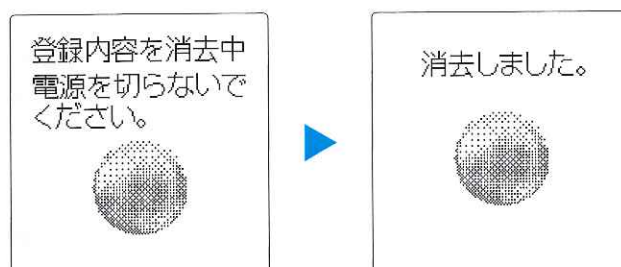 登録内容を消去中
電源を切らないで
ください。
消去しました。